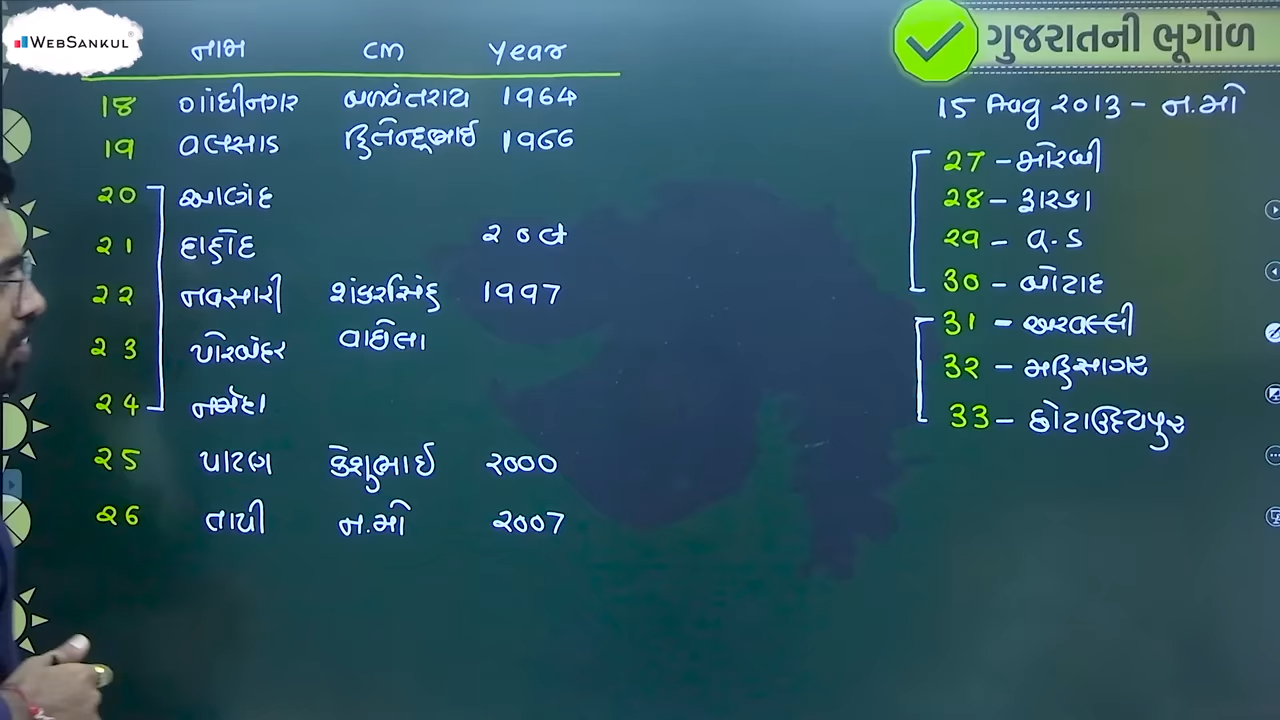 WEBSANKUL
ગુજરાતની ભૂગોળ
નામ CM Year
18 ગાંધીનગર બળવંતરાય 1964
19 વલસાડ હિતેન્દ્રભાઈ 1966
20 આણંદ
21 દાહોદ
22 નવસારી શંકરસિંહ 1997
23 પોરબંદર વાઘેલા
24 નર્મદા
25 પાટણ કેશુભાઈ 2000
26 તાપી ન.મો 2007
15 Aug 2013 - ન.મો
27 - મોરબી
28 - દ્વારકા
29 - ગ.સ
30 - બોટાદ
31 - અરવલ્લી
32 - મહિસાગર
33 - છોટાઉદયપુર